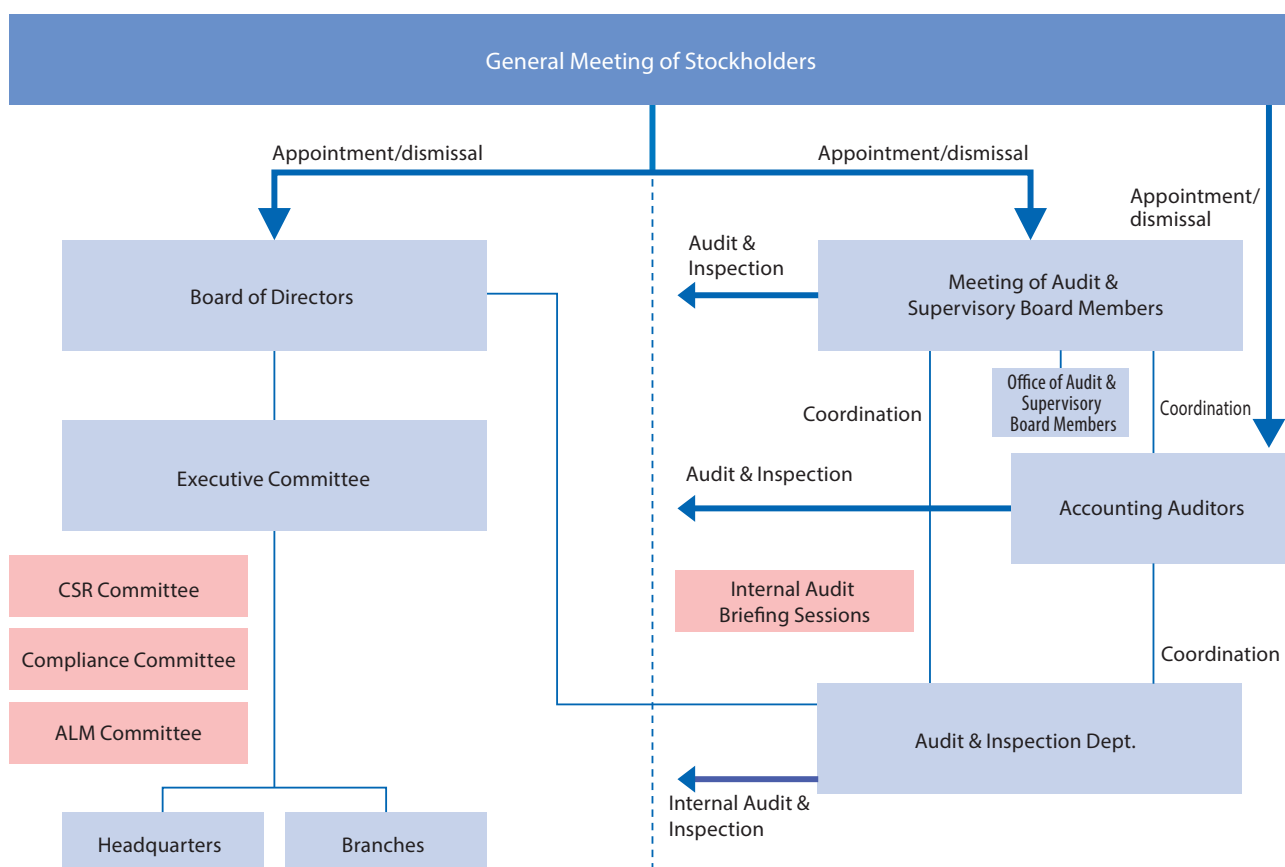 General Meeting of Stockholders
Appointment/dismissal
Appointment/dismissal
Appointment/
dismissal
Audit &
Inspection
Board of Directors
Meeting of Audit &
Supervisory Board Members
Office of Audit &
Supervisory
Board Members
Coordination
Coordination
Executive Committee
Audit & Inspection
Accounting Auditors
CSR Committee
Internal Audit
Briefing Sessions
Compliance Committee
Coordination
ALM Committee
Audit & Inspection Dept.
Internal Audit &
Inspection
Headquarters
Branches